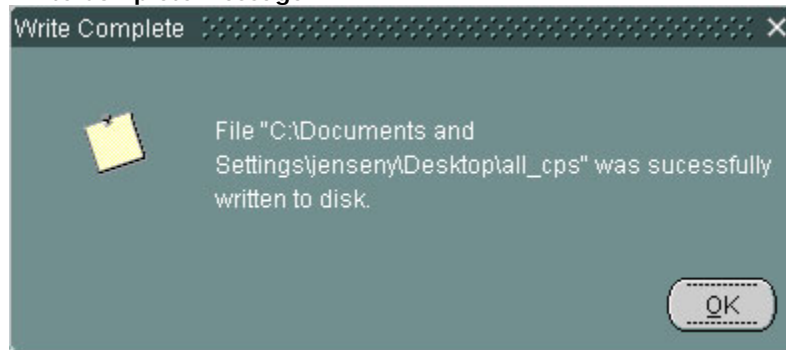 Write Complete
File "C:\Documents and
Settings\jenseny\Desktop\all_cps" was sucessfully
written to disk.
OK